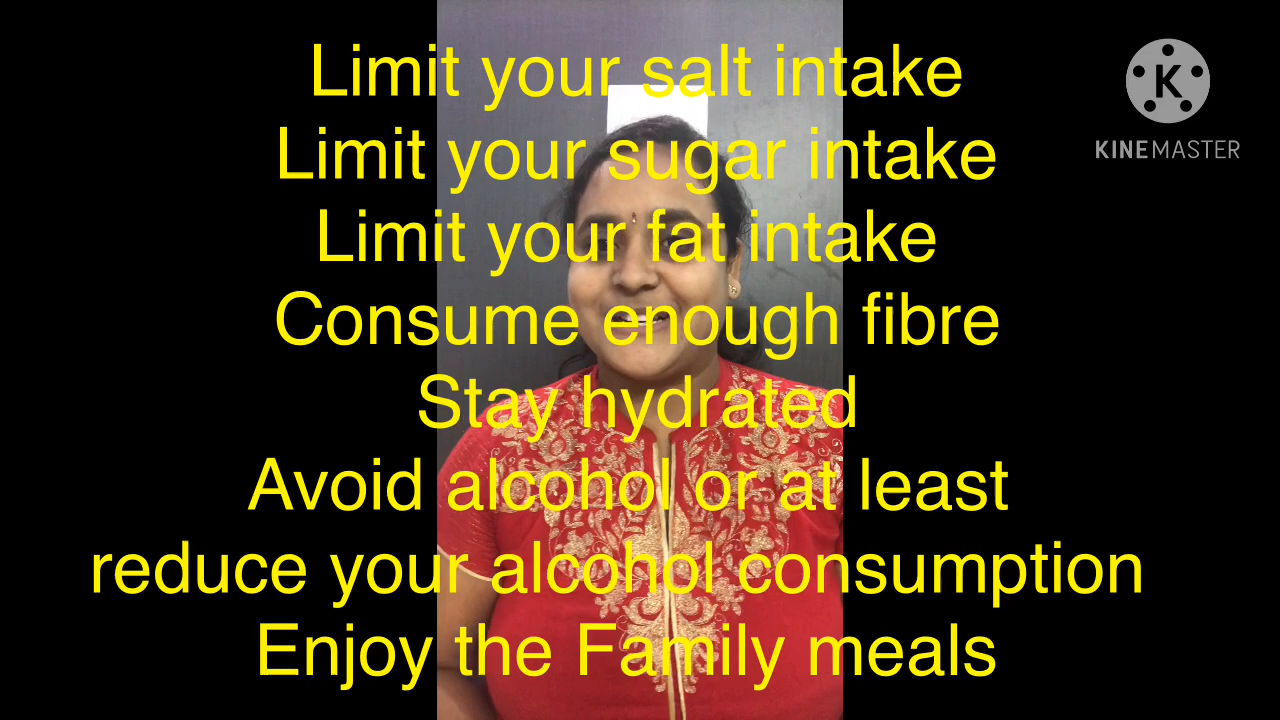 Limit your salt intake
Limit your sugar intake
Limit your fat intake
Consume enough fibre
Stay hydrated
Avoid alcohol or at least
reduce your alcohol consumption
Enjoy the Family meals
K
KINEMASTER